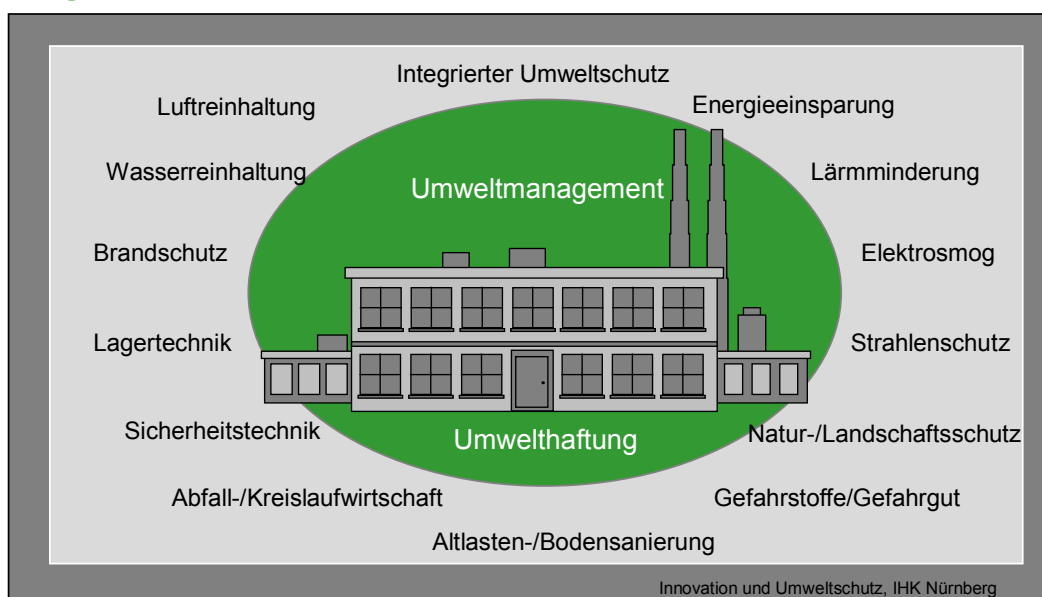 Integrierter Umweltschutz
Luftreinhaltung
Energieeinsparung
Wasserreinhaltung
Umweltmanagement
Lärmminderung
Brandschutz
Elektrosmog
Lagertechnik
Strahlenschutz
Sicherheitstechnik
Umwelthaftung
Natur-/Landschaftsschutz
Abfall-/Kreislaufwirtschaft
Gefahrstoffe/Gefahrgut
Altlasten-/Bodensanierung
Innovation und Umweltschutz, IHK Nürnberg